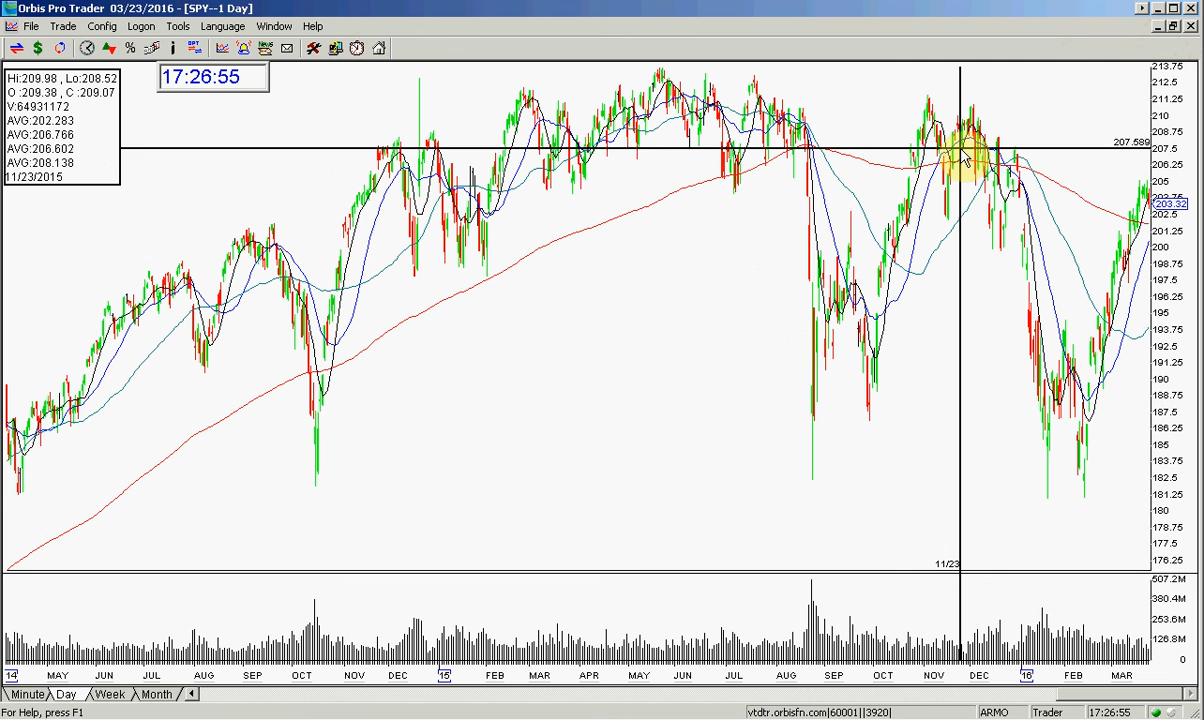 Orbis Pro Trader 03/23/2016 - [SPY--1 Day]
File Trade Config Logon Tools Language Window Help
17:26:55
Hi:209.98 , Lo:208.52
O :209.38 , C :209.07
V:64931172
AVG:202.283
AVG:206.766
AVG:206.602
AVG:208.138
11/23/2015
213.75
212.5
211.25
210
208.75
207.589
207.5
206.25
205
203.32
202.5
201.25
200
198.75
197.5
196.25
195
193.75
192.5
191.25
190
188.75
187.5
186.25
185
183.75
182.5
181.25
180
178.75
177.5
176.25
11/23
507.2M
380.4M
253.6M
126.8M
0
14 MAY JUN JUL AUG SEP OCT NOV DEC 15 FEB MAR APR MAY JUN JUL AUG SEP OCT NOV DEC 16 FEB MAR
Minute Day Week Month
For Help, press F1
vtdtr.orbisfn.com|60001||3920|
ARMO
Trader
17:26:55